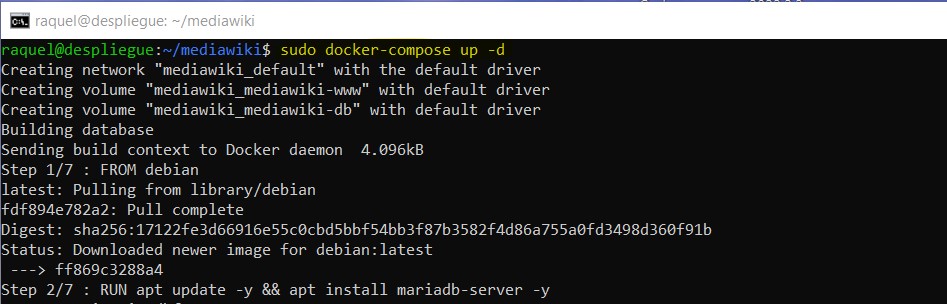 raquel@despliegue: ~/mediawiki
raquel@despliegue:~/mediawiki$ sudo docker-compose up -d
Creating network "mediawiki_default" with the default driver
Creating volume "mediawiki_mediawiki-www" with default driver
Creating volume "mediawiki_mediawiki-db" with default driver
Building database
Sending build context to Docker daemon  4.096kB
Step 1/7 : FROM debian
latest: Pulling from library/debian
fdf894e782a2: Pull complete
Digest: sha256:17122fe3d66916e55c0cbd5bbf54bb3f87b3582f4d86a755a0fd3498d360f91b
Status: Downloaded newer image for debian:latest
 ---> ff869c3288a4
Step 2/7 : RUN apt update -y && apt install mariadb-server -y